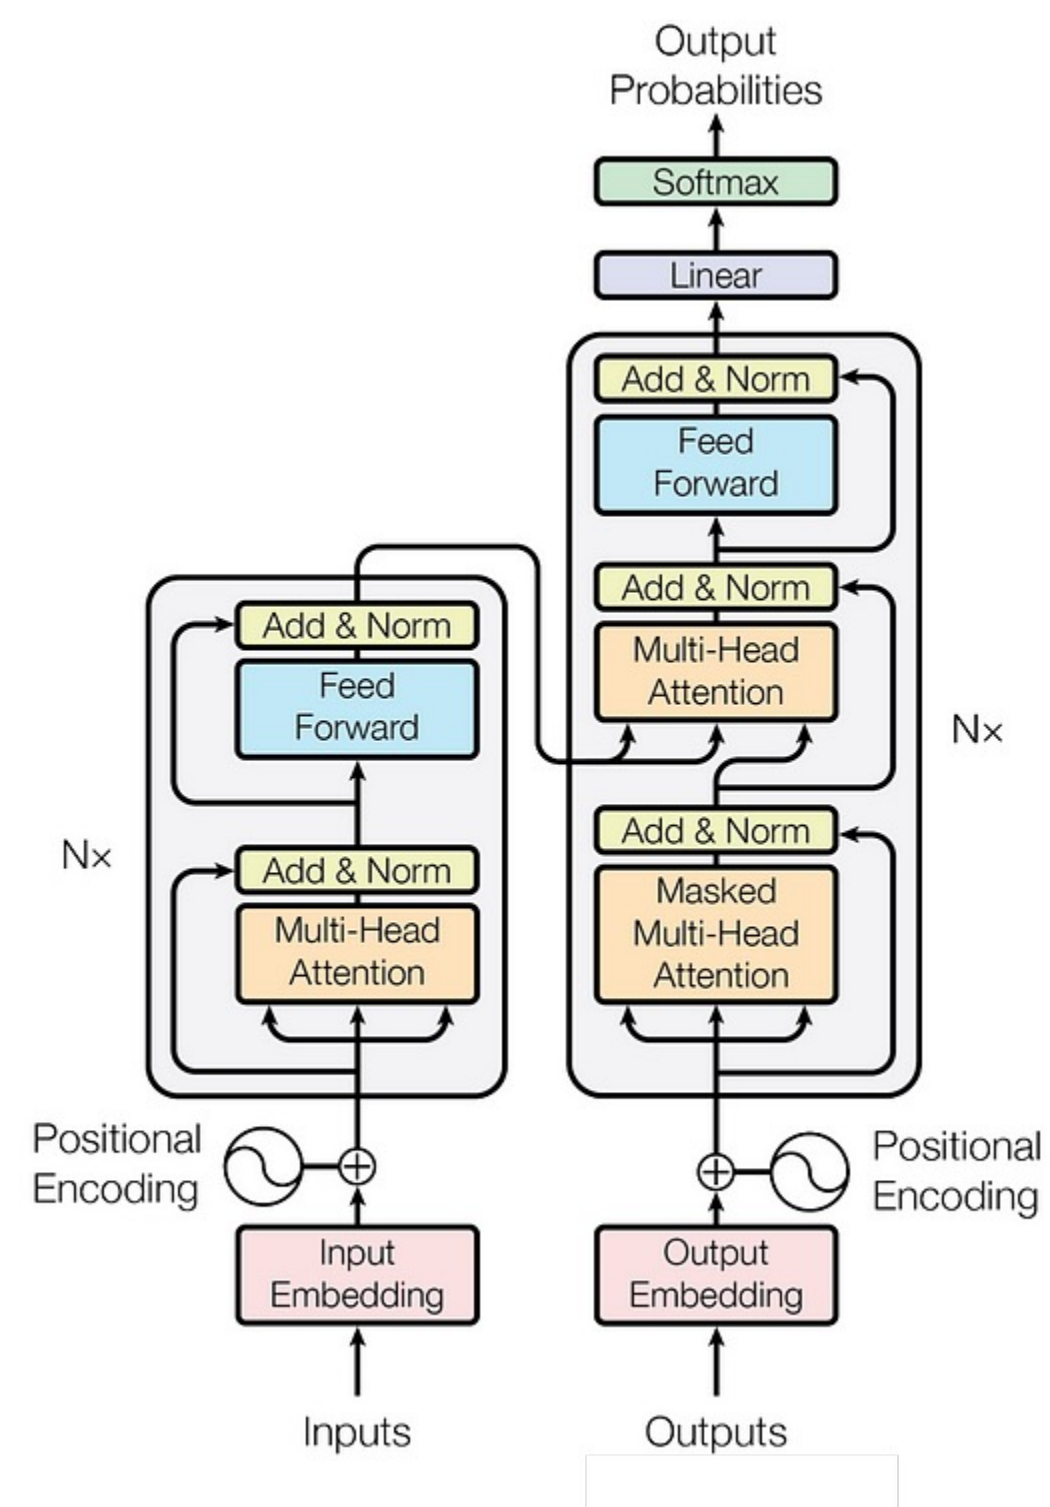 Output
Probabilities
Softmax
Linear
Add & Norm
Feed
Forward
Add & Norm
Multi-Head
Attention
Nx
Add & Norm
Masked
Multi-Head
Attention
Positional
Encoding
Output
Embedding
Outputs
Add & Norm
Feed
Forward
Nx
Add & Norm
Multi-Head
Attention
Positional
Encoding
Input
Embedding
Inputs